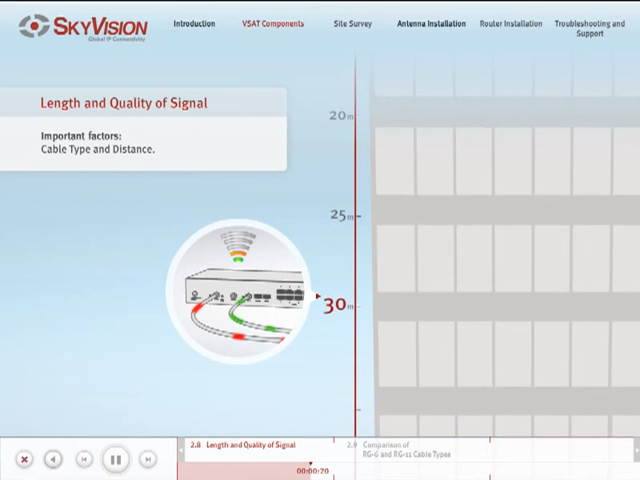 SKYVISION
Global IP Connectivity
Introduction
VSAT Components
Site Survey
Antenna Installation
Router Installation
Troubleshooting and
Support
Length and Quality of Signal
Important factors:
Cable Type and Distance.
20m
25m
30m
2.8 Length and Quality of Signal
2.9 Comparison of
RG-6 and RG-11 Cable Types
00:00:20